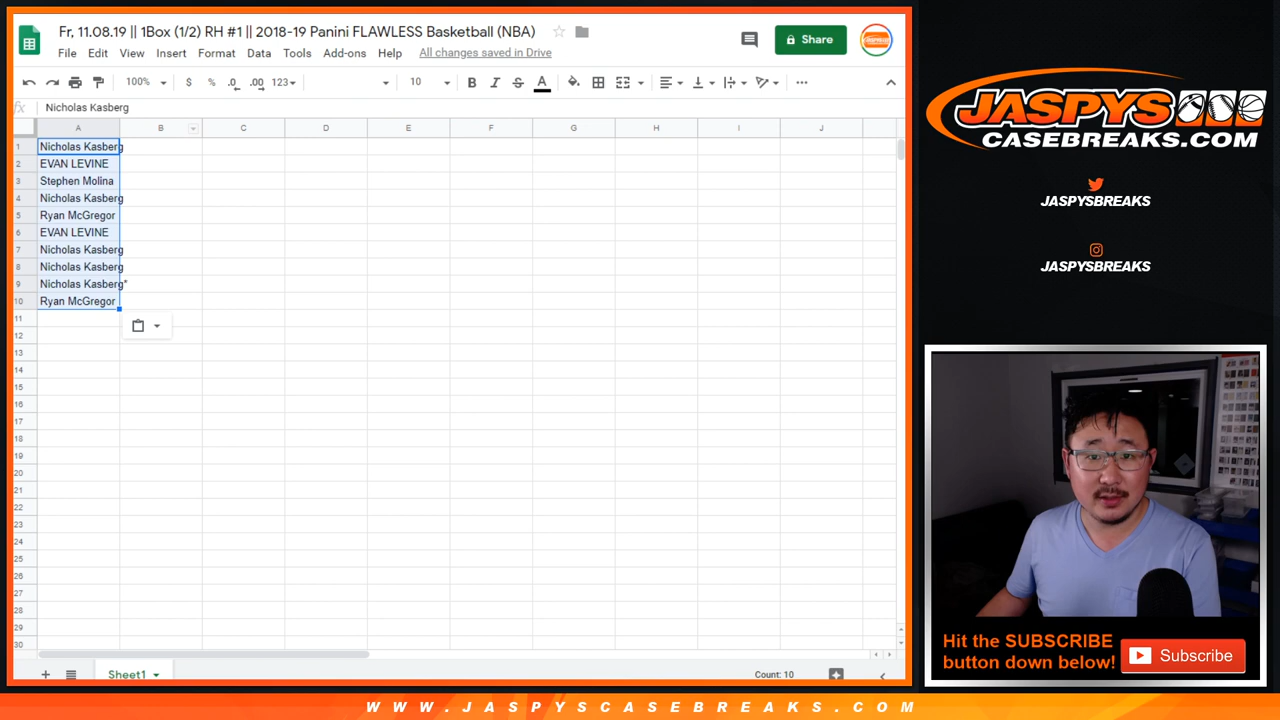 Fr, 11.08.19 || 1Box (1/2) RH #1 || 2018-19 Panini FLAWLESS Basketball (NBA)
File Edit View Insert Format Data Tools Add-ons Help All changes saved in Drive
Share
100% $ % .0 .00 123 10 B I S A
fx Nicholas Kasberg
A B C D E F G H I J
1 Nicholas Kasberg
2 EVAN LEVINE
3 Stephen Molina
4 Nicholas Kasberg
5 Ryan McGregor
6 EVAN LEVINE
7 Nicholas Kasberg
8 Nicholas Kasberg
9 Nicholas Kasberg*
10 Ryan McGregor
11
12
13
14
15
16
17
18
19
20
21
22
23
24
25
26
27
28
29
30
Sheet1
Count: 10
JASPYS
CASEBREAKS.COM
JASPYSBREAKS
JASPYSBREAKS
Hit the SUBSCRIBE
button down below!
Subscribe
WWW.JASPYSCASEBREAKS.COM